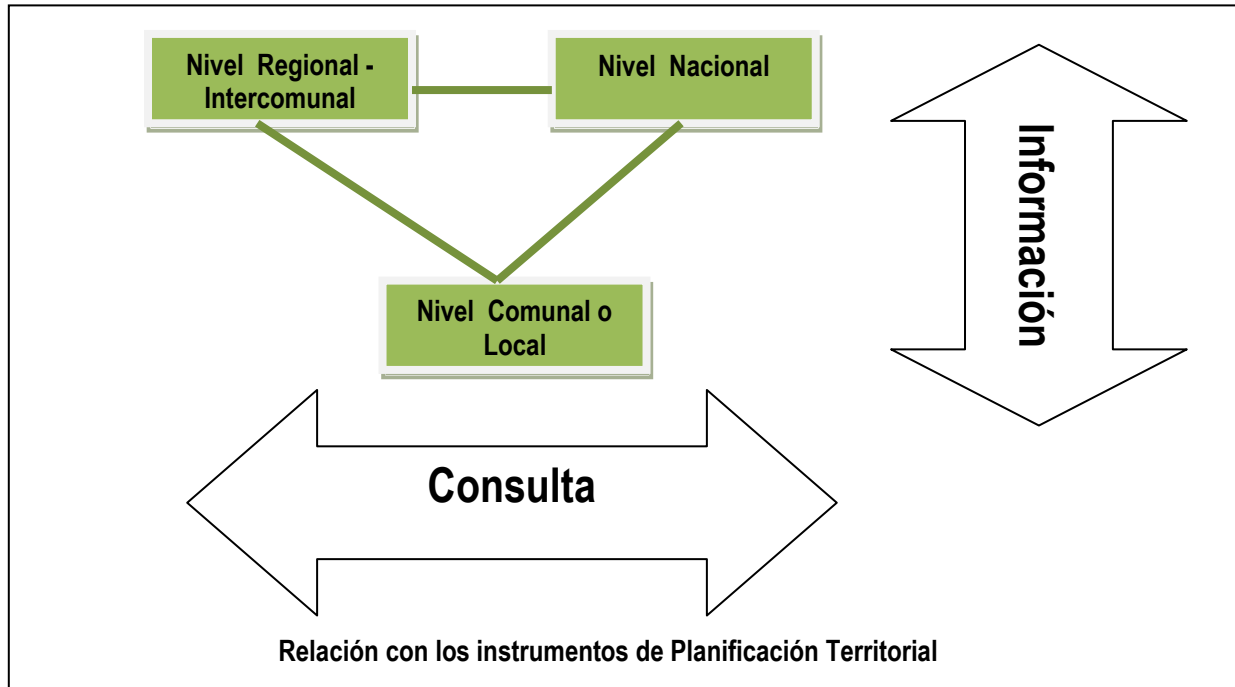 Nivel Regional -
Intercomunal
Nivel Nacional
Información
Nivel Comunal o
Local
Consulta
Relación con los instrumentos de Planificación Territorial